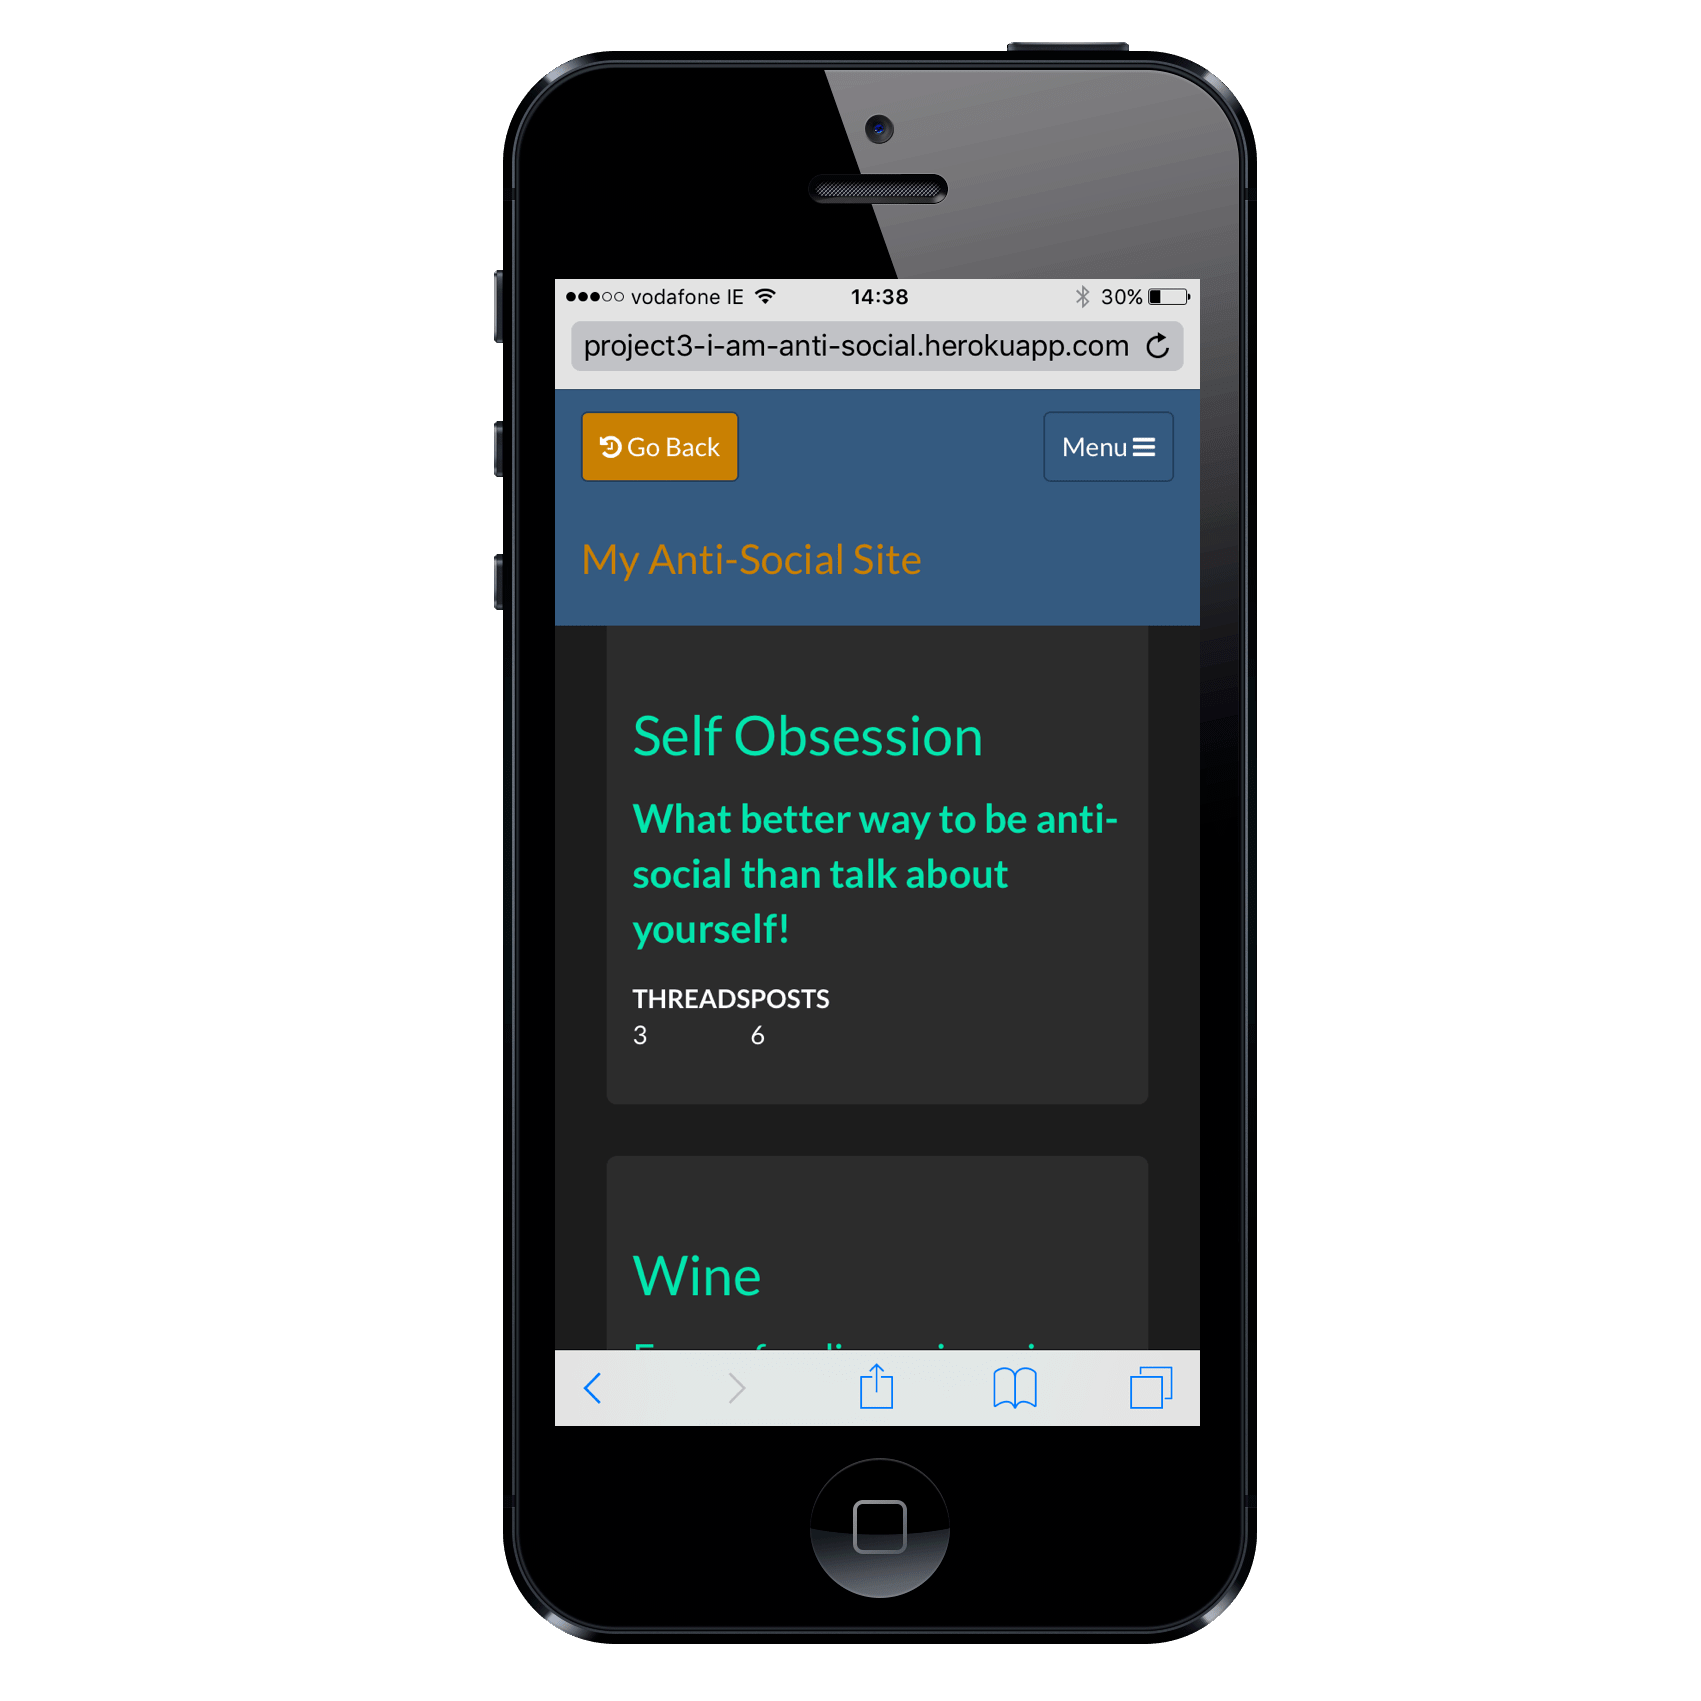 vodafone IE 14:38 30%
project3-i-am-anti-social.herokuapp.com
Go Back Menu
My Anti-Social Site
Self Obsession
What better way to be anti-
social than talk about
yourself!
THREADSPOSTS
3 6
Wine